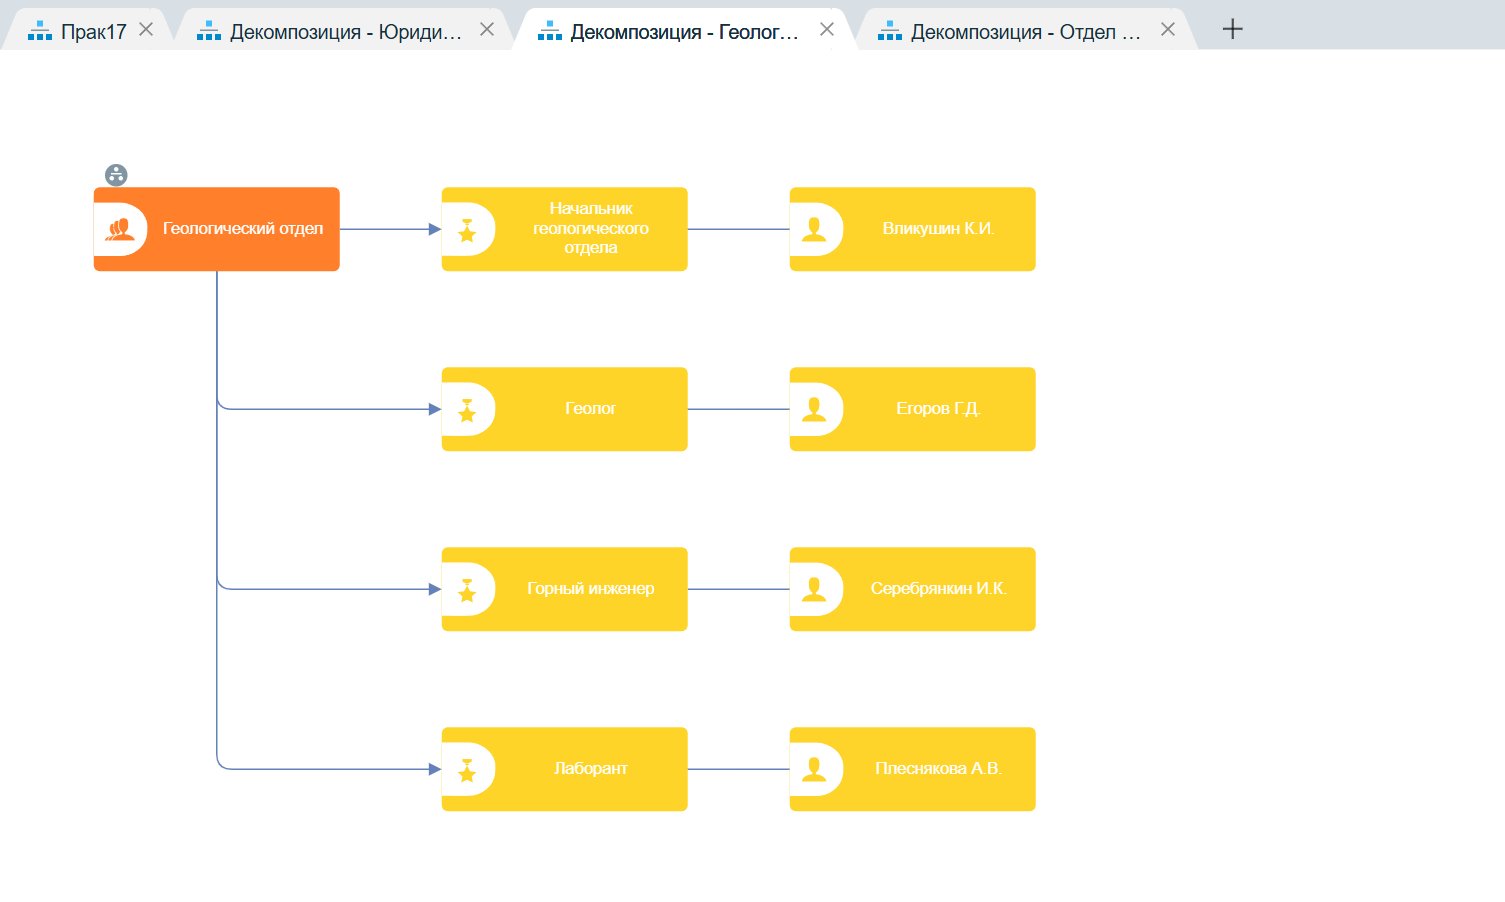 Прак17
Декомпозиция - Юриди...
Декомпозиция - Геолог...
Декомпозиция - Отдел ...
Геологический отдел
Начальник
геологического
отдела
Вликушин К.И.
Геолог
Егоров Г.Д.
Горный инженер
Серебрянкин И.К.
Лаборант
Плеснякова А.В.